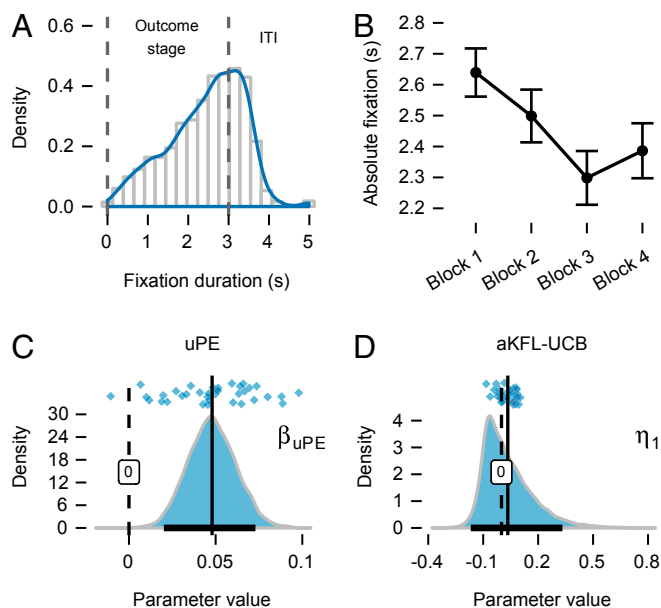 A
Outcome stage
ITI
Density
0.6
0.4
0.2
0.0
0 1 2 3 4 5
Fixation duration (s)
B
Absolute fixation (s)
2.8
2.7
2.6
2.5
2.4
2.3
2.2
Block 1
Block 2
Block 3
Block 4
C
uPE
Density
30
24
18
12
6
0
0
βuPE
0 0.05 0.1
Parameter value
D
aKFL-UCB
Density
4
3
2
1
0
0
η1
-0.4 -0.1 0.2 0.5 0.8
Parameter value